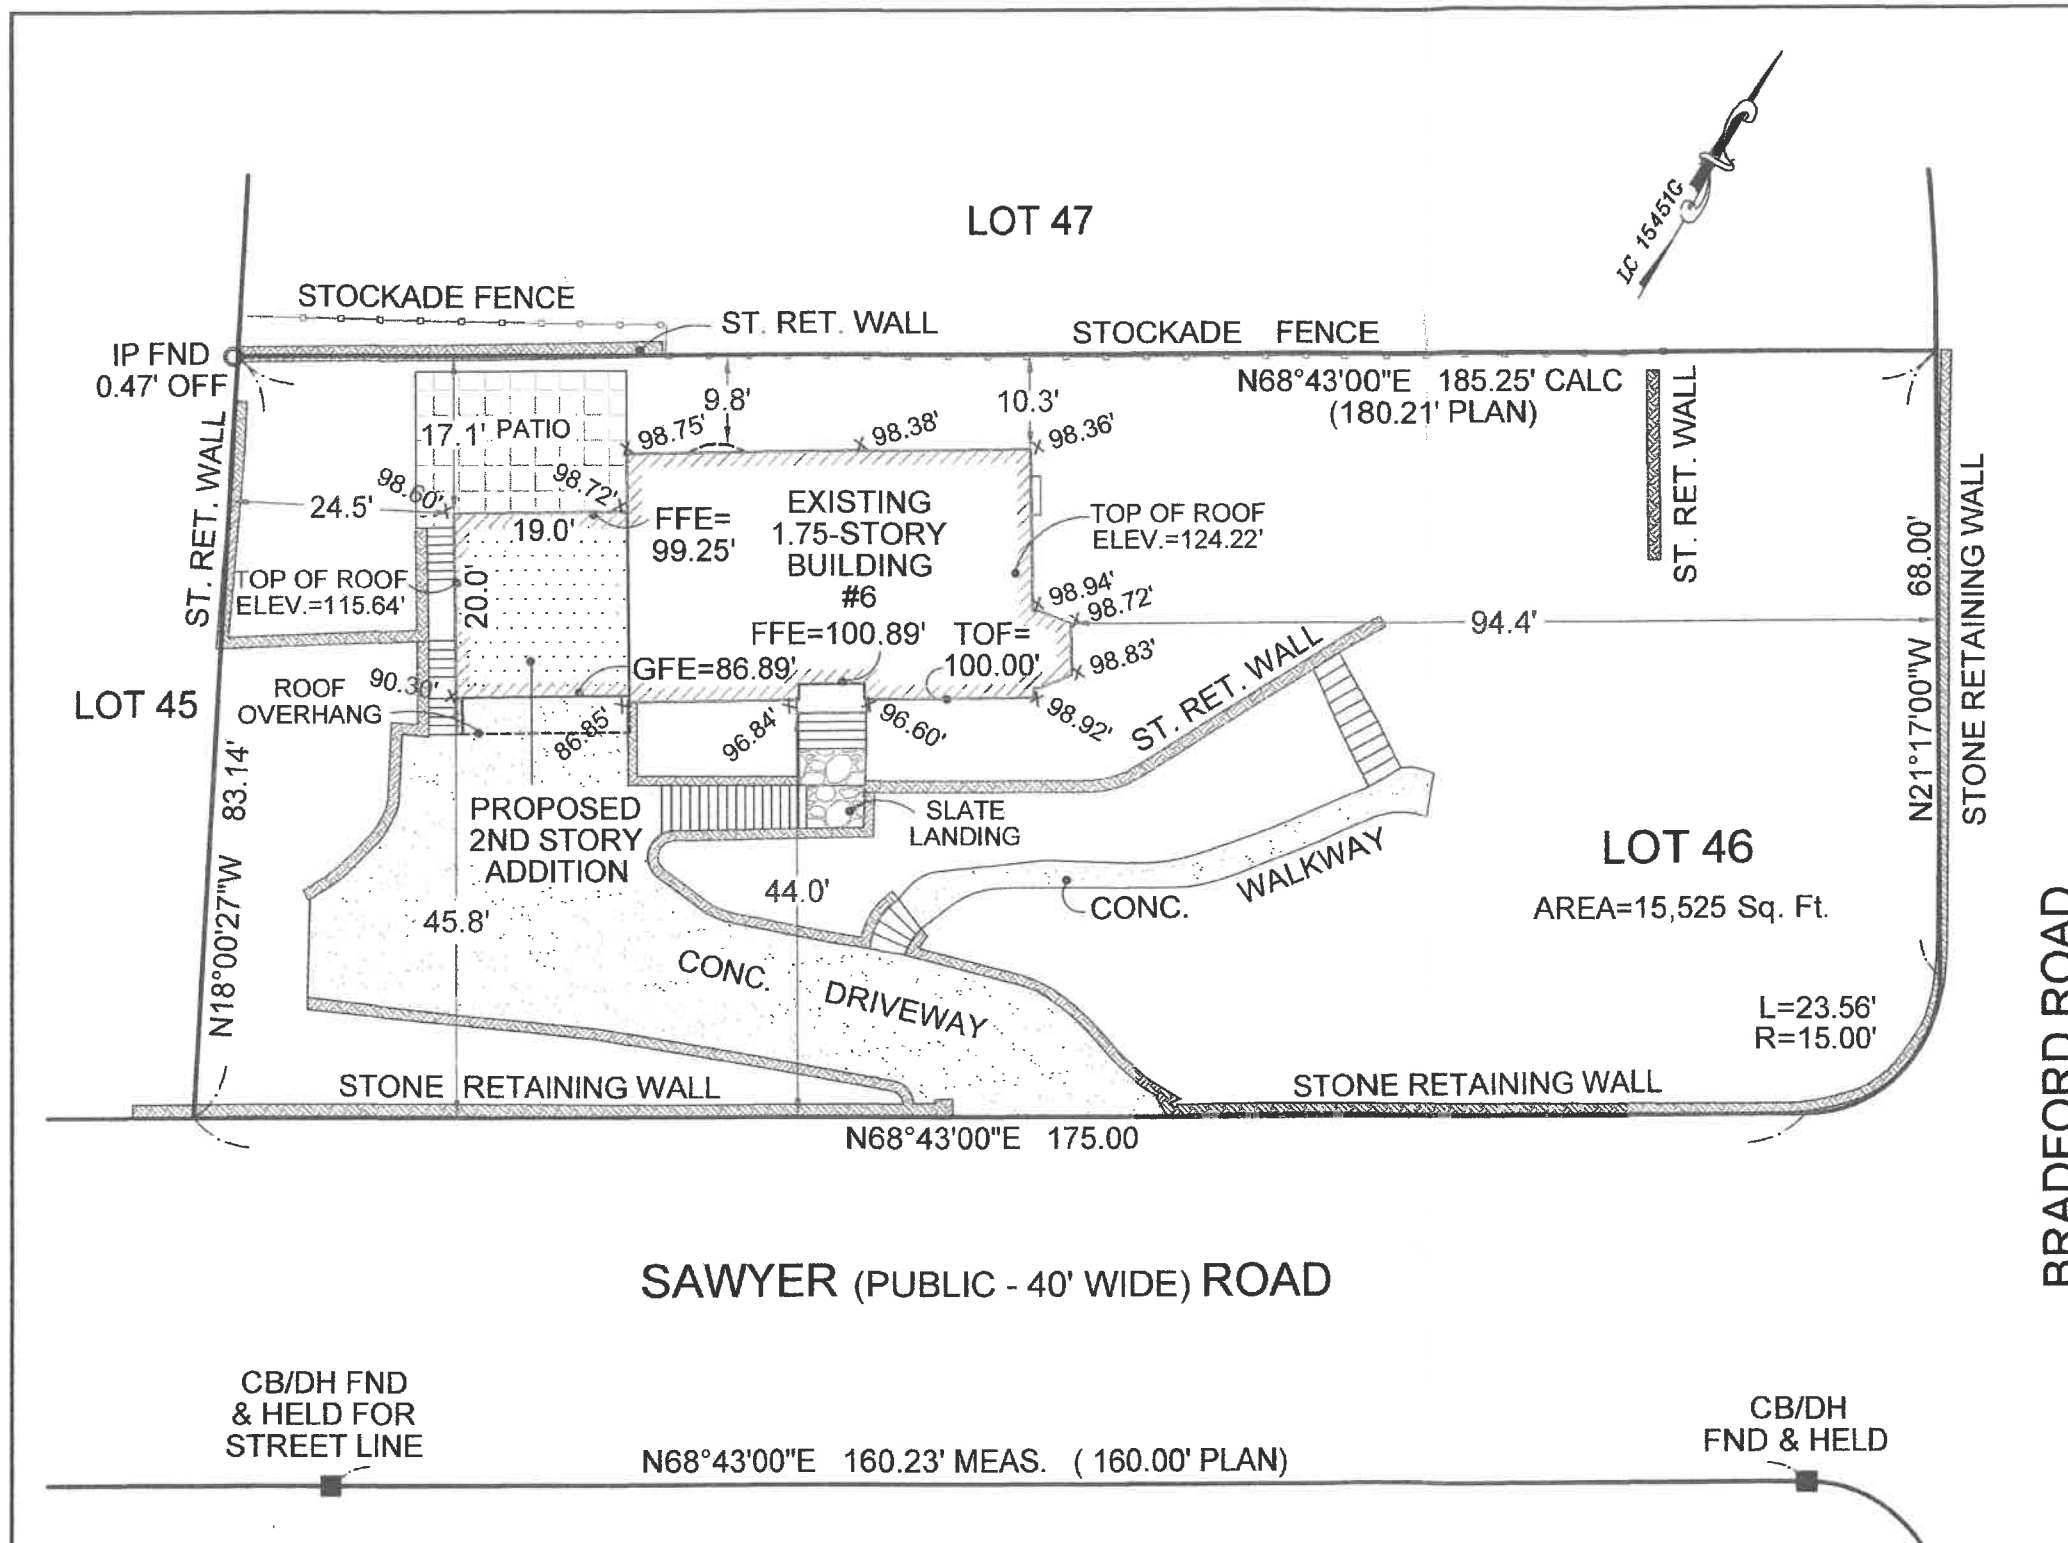 LC 15451G
LOT 47
STOCKADE FENCE
ST. RET. WALL
STOCKADE FENCE
IP FND
0.47' OFF
N68°43'00"E 185.25' CALC
(180.21' PLAN)
9.8'
10.3'
17.1'
PATIO
98.75'
98.38'
98.36'
98.60'
98.72'
24.5'
19.0'
20.0'
FFE=
99.25'
EXISTING
1.75-STORY
BUILDING
#6
FFE=100.89'
TOP OF ROOF
ELEV.=124.22'
ST. RET. WALL
ST. RET. WALL
STONE RETAINING WALL
N21°17'00"W 68.00'
TOP OF ROOF
ELEV.=115.64'
98.94'
98.72'
94.4'
TOF=
100.00'
98.83'
GFE=86.89'
ROOF
OVERHANG
90.30'
86.85'
96.84'
96.60'
98.92'
ST. RET. WALL
LOT 45
N18°00'27"W 83.14'
PROPOSED
2ND STORY
ADDITION
SLATE
LANDING
45.8'
44.0'
CONC.
WALKWAY
LOT 46
AREA=15,525 Sq. Ft.
CONC.
DRIVEWAY
L=23.56'
R=15.00'
STONE RETAINING WALL
STONE RETAINING WALL
N68°43'00"E 175.00
BRADFORD ROAD
SAWYER (PUBLIC - 40' WIDE) ROAD
CB/DH FND
& HELD FOR
STREET LINE
N68°43'00"E 160.23' MEAS. ( 160.00' PLAN)
CB/DH
FND & HELD